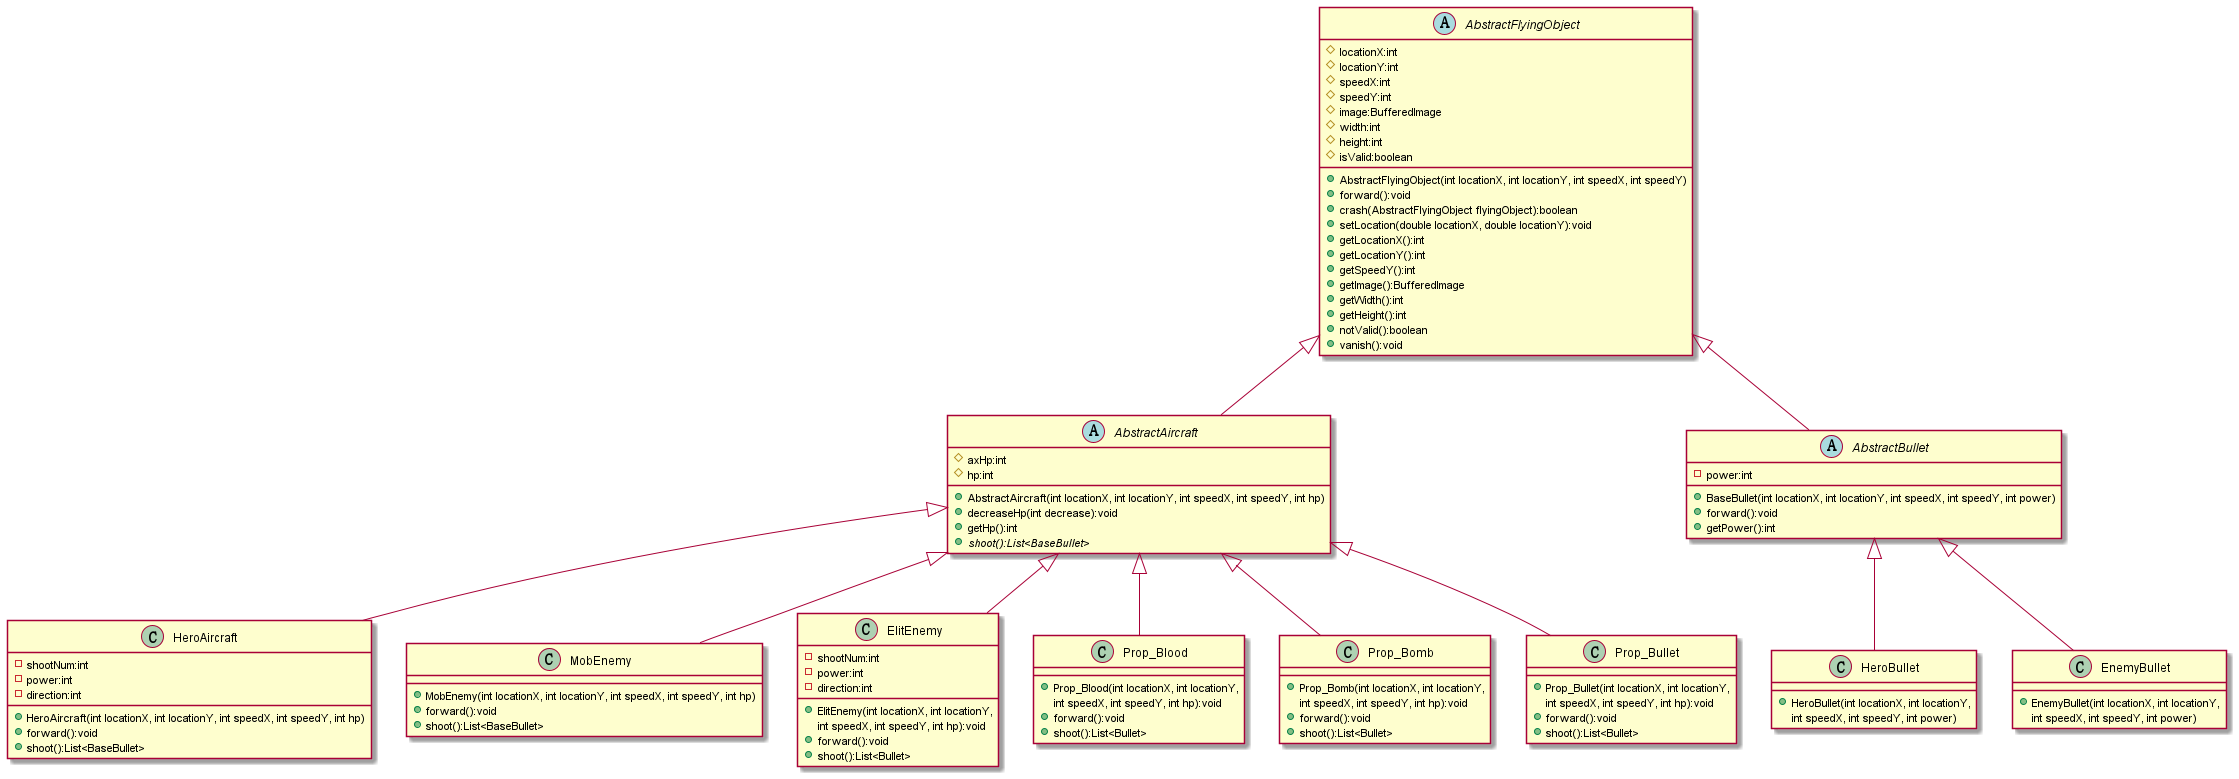 A AbstractFlyingObject
locationX:int
locationY:int
speedX:int
speedY:int
image:BufferedImage
width:int
height:int
isValid:boolean
AbstractFlyingObject(int locationX, int locationY, int speedX, int speedY)
forward():void
crash(AbstractFlyingObject flyingObject):boolean
setLocation(double locationX, double locationY):void
getLocationX():int
getLocationY():int
getSpeedY():int
getImage():BufferedImage
getWidth():int
getHeight():int
notValid():boolean
vanish():void
A AbstractAircraft
axHp:int
hp:int
AbstractAircraft(int locationX, int locationY, int speedX, int speedY, int hp)
decreaseHp(int decrease):void
getHp():int
shoot():List<BaseBullet>
A AbstractBullet
power:int
BaseBullet(int locationX, int locationY, int speedX, int speedY, int power)
forward():void
getPower():int
C HeroAircraft
shootNum:int
power:int
direction:int
HeroAircraft(int locationX, int locationY, int speedX, int speedY, int hp)
forward():void
shoot():List<BaseBullet>
C MobEnemy
MobEnemy(int locationX, int locationY, int speedX, int speedY, int hp)
forward():void
shoot():List<BaseBullet>
C ElitEnemy
shootNum:int
power:int
direction:int
ElitEnemy(int locationX, int locationY,
int speedX, int speedY, int hp):void
forward():void
shoot():List<Bullet>
C Prop_Blood
Prop_Blood(int locationX, int locationY,
int speedX, int speedY, int hp):void
forward():void
shoot():List<Bullet>
C Prop_Bomb
Prop_Bomb(int locationX, int locationY,
int speedX, int speedY, int hp):void
forward():void
shoot():List<Bullet>
C Prop_Bullet
Prop_Bullet(int locationX, int locationY,
int speedX, int speedY, int hp):void
forward():void
shoot():List<Bullet>
C HeroBullet
HeroBullet(int locationX, int locationY,
int speedX, int speedY, int power)
C EnemyBullet
EnemyBullet(int locationX, int locationY,
int speedX, int speedY, int power)